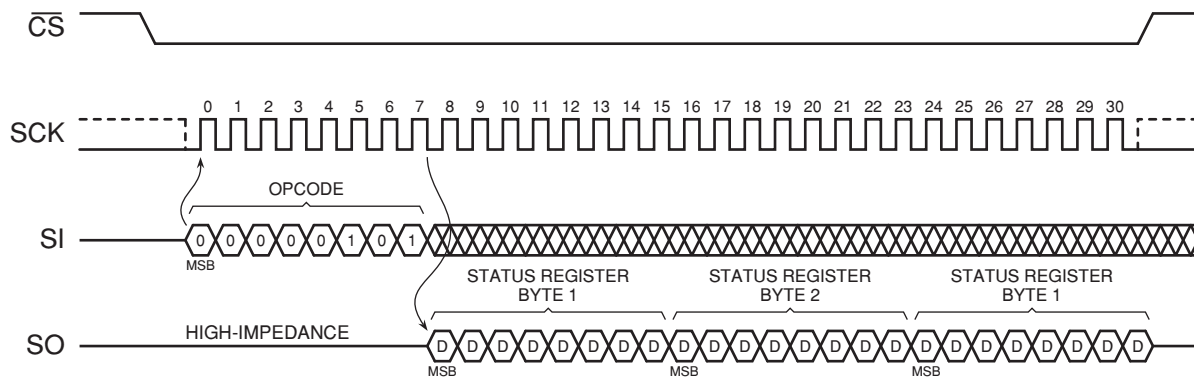 CS
0 1 2 3 4 5 6 7 8 9 10 11 12 13 14 15 16 17 18 19 20 21 22 23 24 25 26 27 28 29 30
SCK
OPCODE
SI
0 0 0 0 0 1 0 1
MSB
STATUS REGISTER
BYTE 1
STATUS REGISTER
BYTE 2
STATUS REGISTER
BYTE 1
SO
HIGH-IMPEDANCE
D D D D D D D D D D D D D D D D D D D D D D D D
MSB MSB MSB